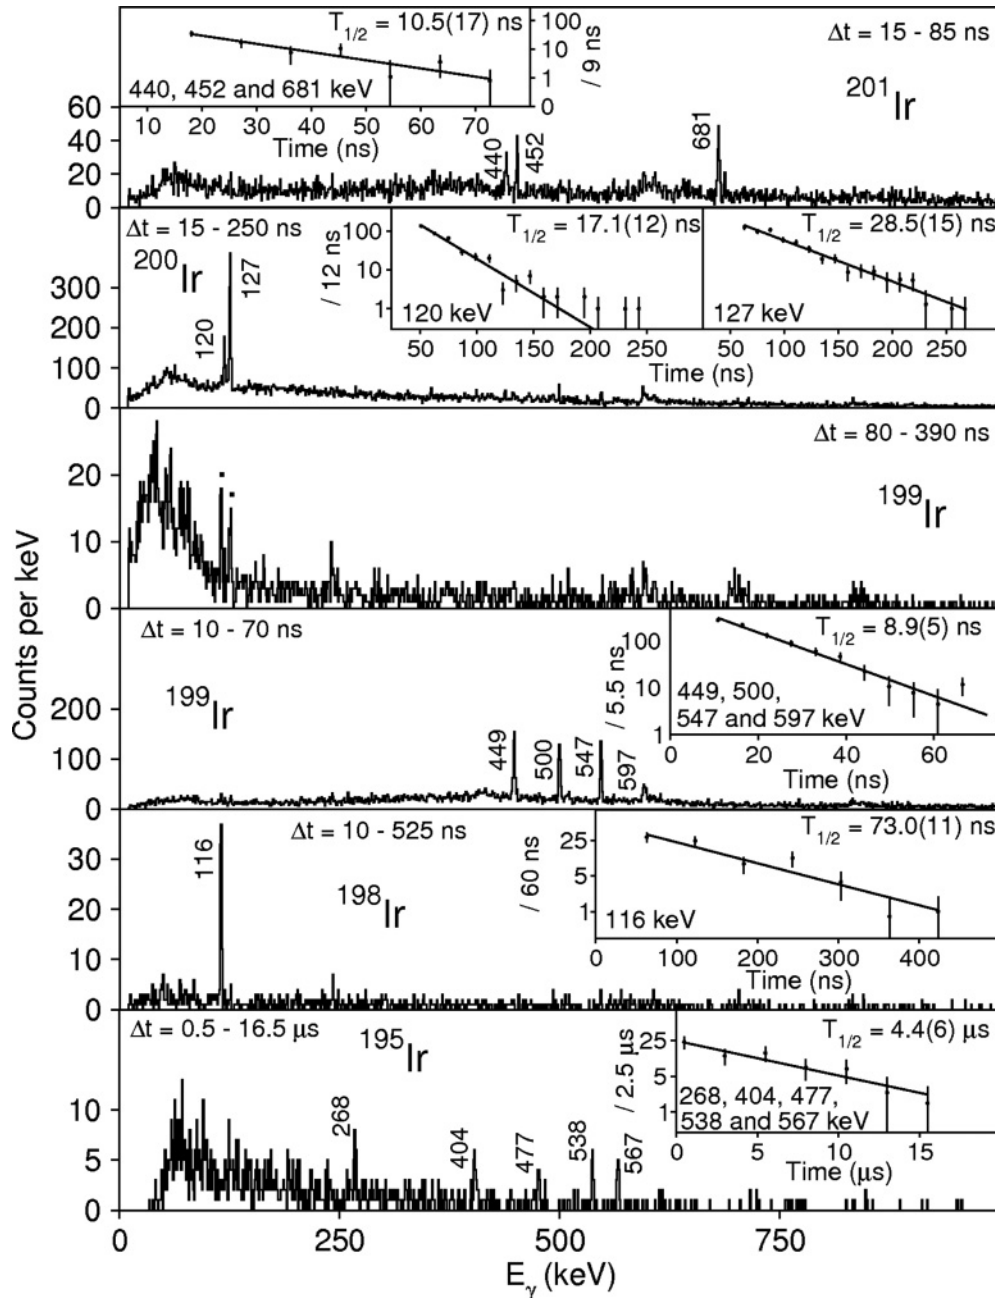 T1/2 = 10.5(17) ns
100
10
1
0
/ 9 ns
440, 452 and 681 keV
10 20 30 40 50 60 70
Time (ns)
Δt = 15 - 85ns
201Ir
60
40
20
0
440
452
681
Δt = 15 - 250 ns
200Ir
120
127
300
200
100
0
/ 12 ns
100
10
1
T1/2 = 17.1(12) ns
120 keV
50 100 150 200 250
Time (ns)
T1/2 = 28.5(15) ns
127 keV
50 100 150 200 250
Time (ns)
Δt = 80 - 390 ns
199Ir
20
10
0
Counts per keV
Δt = 10 - 70 ns
199Ir
200
100
0
449
500
547
597
/ 5.5 ns
100
10
1
T1/2 = 8.9(5) ns
449, 500,
547 and 597 keV
0 20 40 60
Time (ns)
Δt = 10 - 525 ns
198Ir
116
30
20
10
0
/ 60 ns
25
5
1
T1/2 = 73.0(11) ns
116 keV
0 100 200 300 400
Time (ns)
Δt = 0.5 - 16.5 μs
195Ir
10
5
0
268
404
477
538
567
/ 2.5 μs
25
5
1
T1/2 = 4.4(6) μs
268, 404, 477,
538 and 567 keV
0 5 10 15
Time (μs)
0 250 500 750
Eγ (keV)